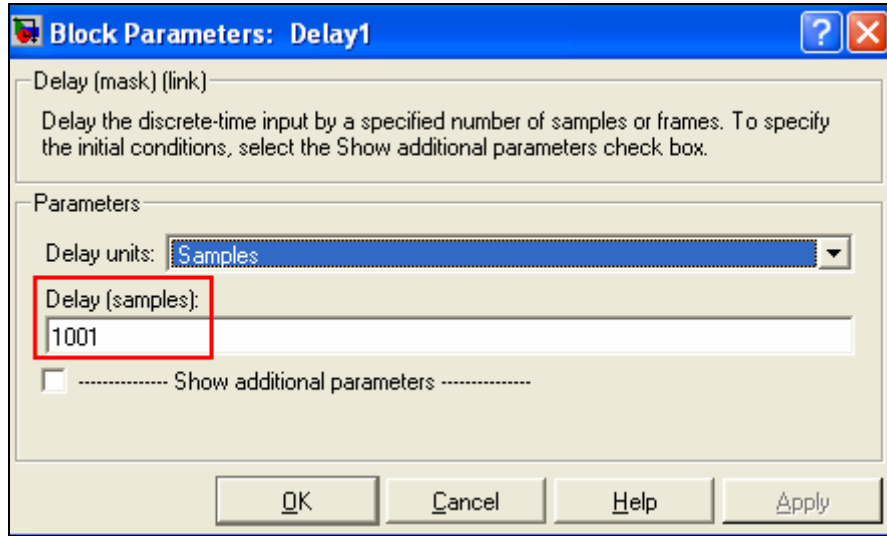 Block Parameters: Delay1
Delay (mask) (link)
Delay the discrete-time input by a specified number of samples or frames. To specify
the initial conditions, select the Show additional parameters check box.
Parameters
Delay units: Samples
Delay (samples):
1001
--------------- Show additional parameters ---------------
OK Cancel Help Apply